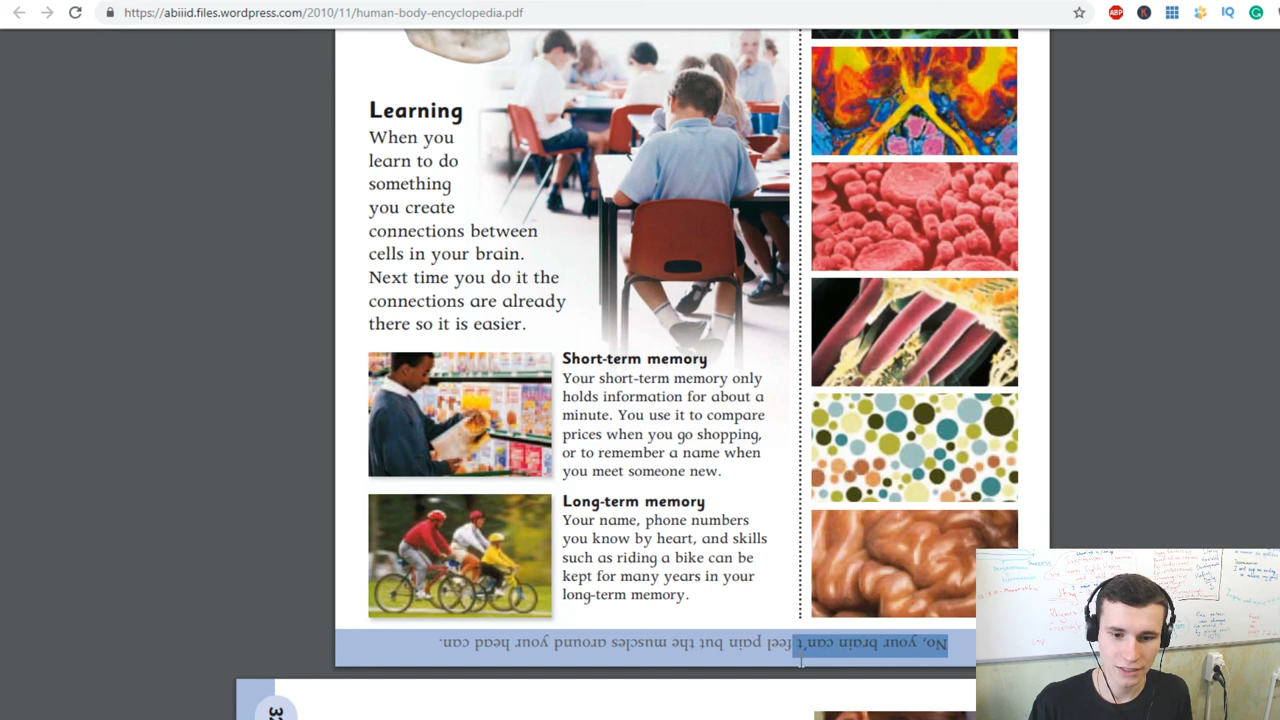 https://abiiid.files.wordpress.com/2010/11/human-body-encyclopedia.pdf
ABP
K
IQ
G
Learning
When you
learn to do
something
you create
connections between
cells in your brain.
Next time you do it the
connections are already
there so it is easier.
Short-term memory
Your short-term memory only
holds information for about a
minute. You use it to compare
prices when you go shopping,
or to remember a name when
you meet someone new.
Long-term memory
Your name, phone numbers
you know by heart, and skills
such as riding a bike can be
kept for many years in your
long-term memory.
No, your brain can't feel pain but the muscles around your head can.
32